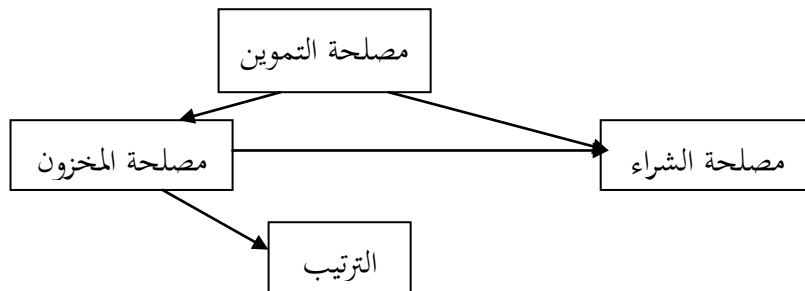 مصلحة التموين
مصلحة الشراء
مصلحة المخزون
الترتيب